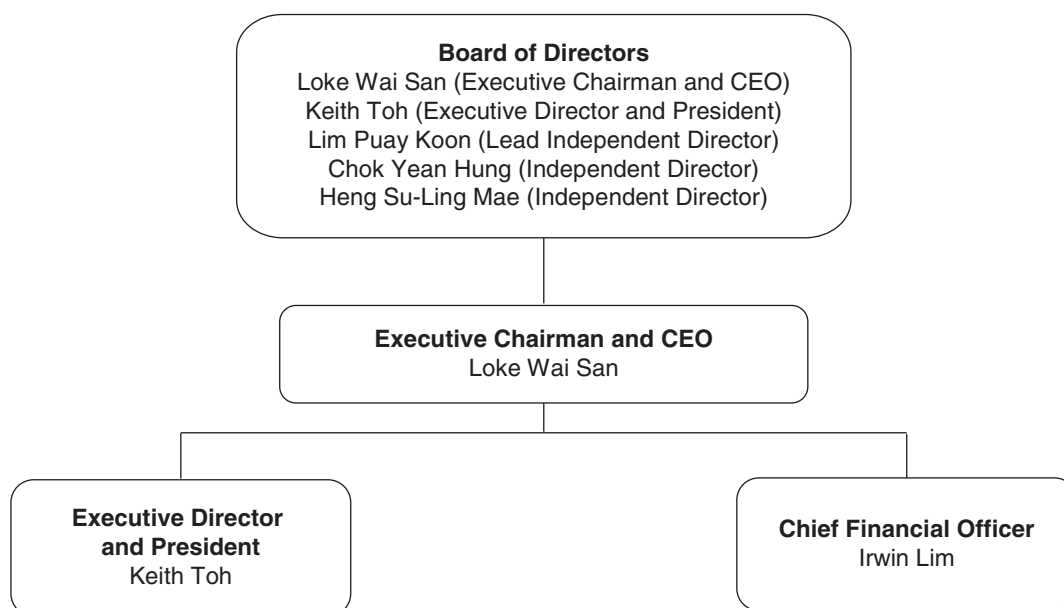 Board of Directors
Loke Wai San (Executive Chairman and CEO)
Keith Toh (Executive Director and President)
Lim Puay Koon (Lead Independent Director)
Chok Yean Hung (Independent Director)
Heng Su-Ling Mae (Independent Director)
Executive Chairman and CEO
Loke Wai San
Executive Director
and President
Keith Toh
Chief Financial Officer
Irwin Lim